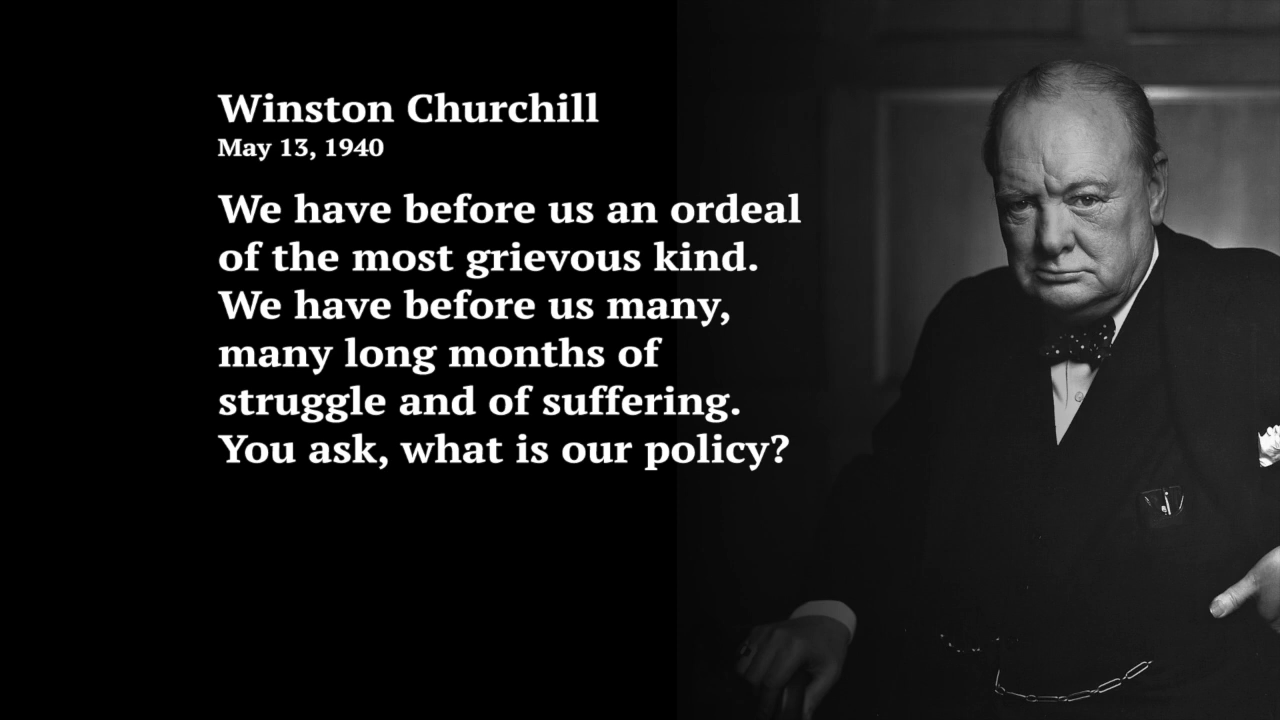 Winston Churchill
May 13, 1940
We have before us an ordeal
of the most grievous kind.
We have before us many,
many long months of
struggle and of suffering.
You ask, what is our policy?